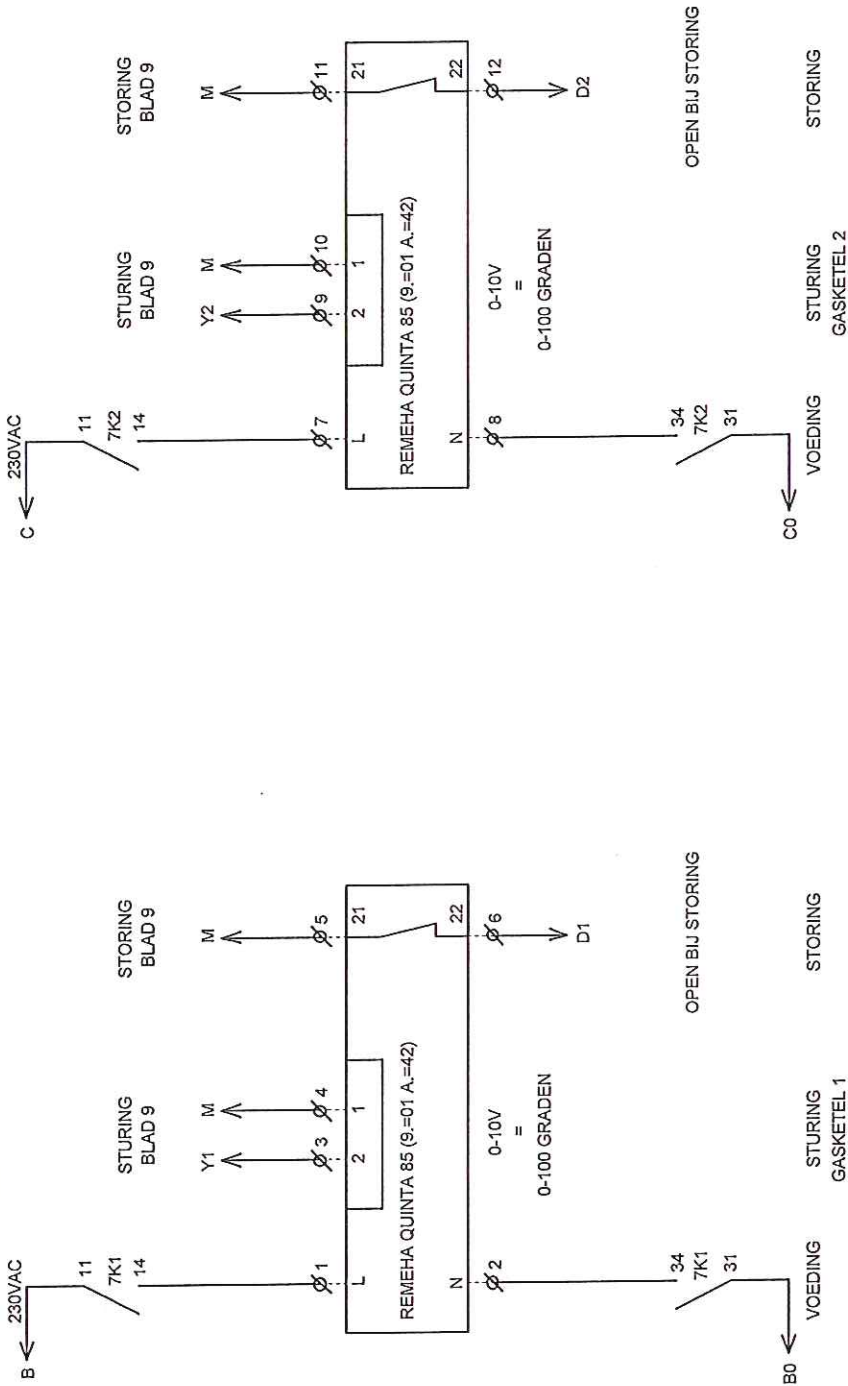 B
230VAC
11
7K1
14
STURING
BLAD 9
STORING
BLAD 9
Y1
M
M
1
3
4
5
L
2
1
21
REMEHA QUINTA 85 (9.=01 A.=42)
N
22
2
6
0-10V
=
0-100 GRADEN
D1
34
7K1
31
OPEN BIJ STORING
B0
VOEDING
STURING
GASKETEL 1
STORING
C
230VAC
11
7K2
14
STURING
BLAD 9
STORING
BLAD 9
Y2
M
M
7
9
10
11
L
2
1
21
REMEHA QUINTA 85 (9.=01 A.=42)
N
22
8
12
0-10V
=
0-100 GRADEN
D2
34
7K2
31
OPEN BIJ STORING
C0
VOEDING
STURING
GASKETEL 2
STORING